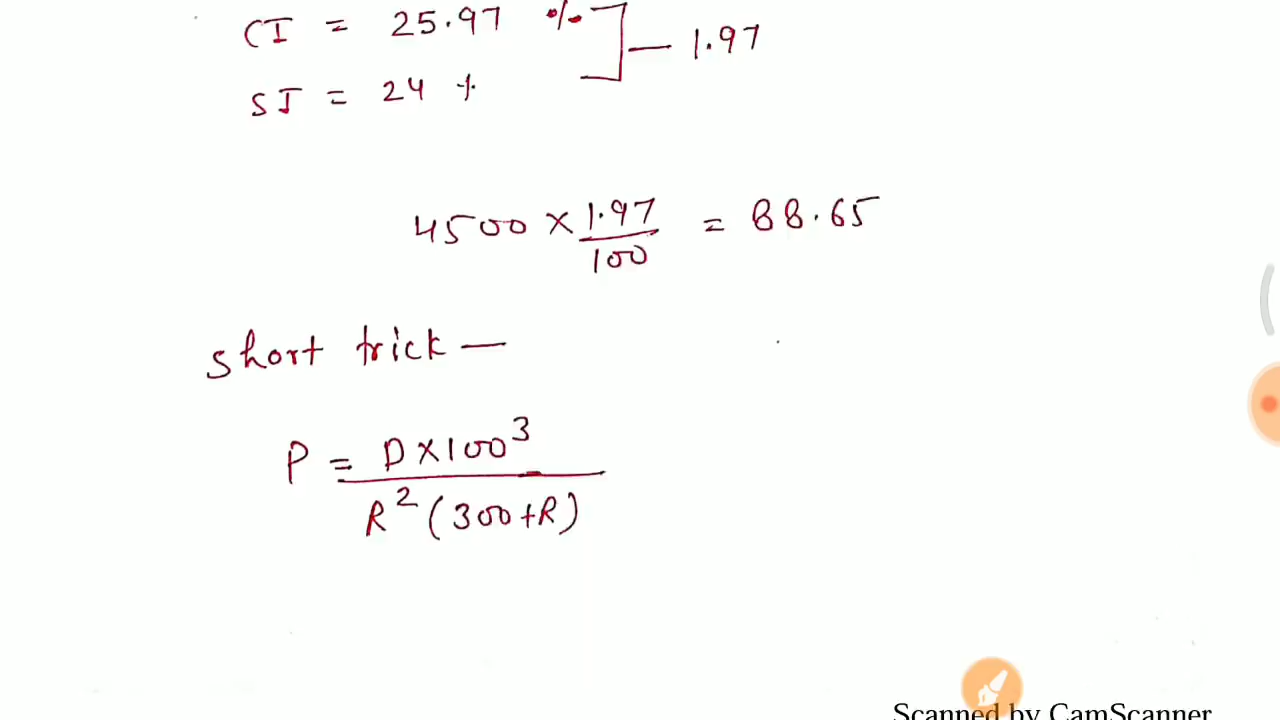 CI = 25.97 % — 1.97
SI = 24 %
4500 × 1.97/100 = 88.65
short trick —
P = D×100³
R²(300+R)
Scanned by CamScanner